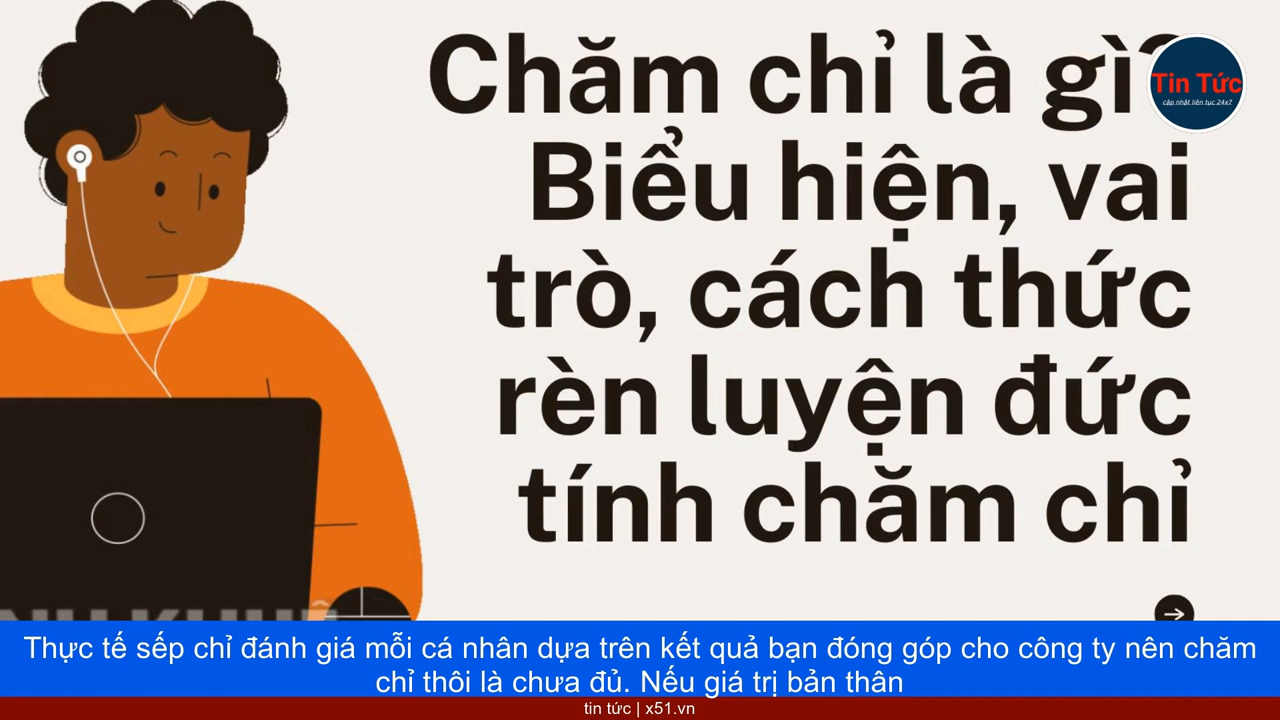 Chăm chỉ là gì?
Tin Tức
cập nhật liên tục 24x7
Biểu hiện, vai
trò, cách thức
rèn luyện đức
tính chăm chỉ
Thực tế sếp chỉ đánh giá mỗi cá nhân dựa trên kết quả bạn đóng góp cho công ty nên chăm
chỉ thôi là chưa đủ. Nếu giá trị bản thân
tin tức | x51.vn